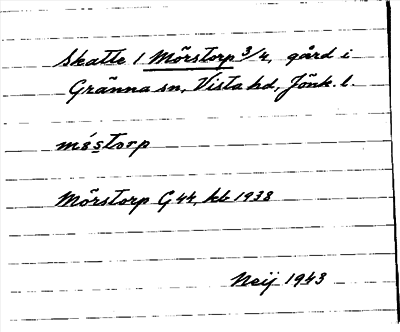 Skatte 1 Mörstorp 3/4, gård i
Gränna sn, Vista hd, Jönk. l.
mö́storp
Mörstorp G 44, kb 1938
Neij 1943